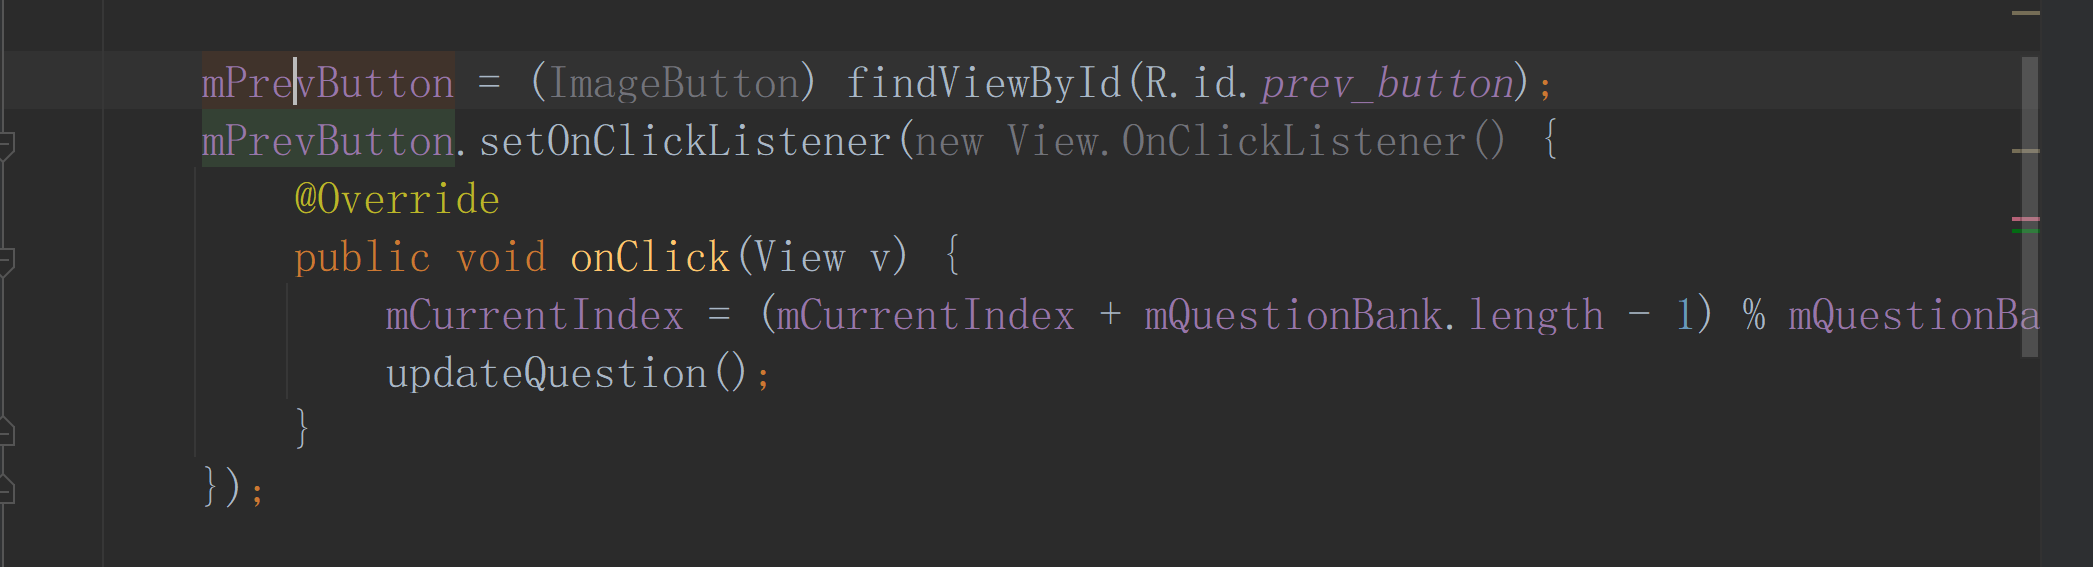 mPrevButton = (ImageButton) findViewById(R.id.prev_button);
mPrevButton.setOnClickListener(new View.OnClickListener() {
@Override
public void onClick(View v) {
mCurrentIndex = (mCurrentIndex + mQuestionBank.length - 1) % mQuestionBa
updateQuestion();
}
});